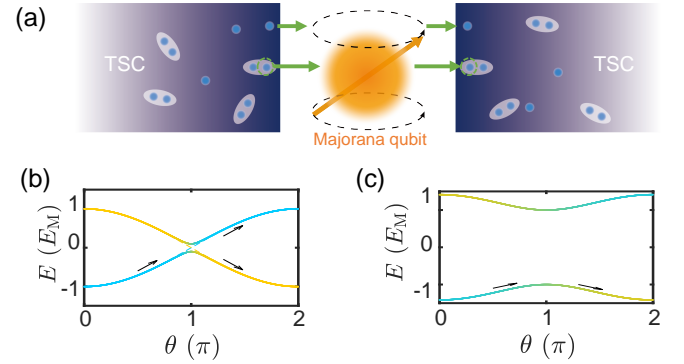 (a)
TSC
TSC
Majorana qubit
(b)
(c)
E (E_M)
1
0
-1
0
1
2
θ (π)
E (E_M)
1
0
-1
0
1
2
θ (π)